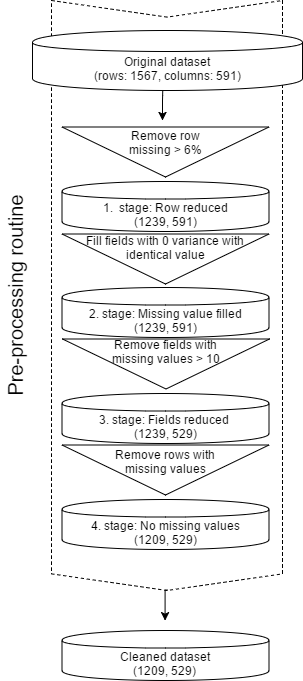 Pre-processing routine
Original dataset
(rows: 1567, columns: 591)
Remove row
missing > 6%
1. stage: Row reduced
(1239, 591)
Fill fields with 0 variance with
identical value
2. stage: Missing value filled
(1239, 591)
Remove fields with
missing values > 10
3. stage: Fields reduced
(1239, 529)
Remove rows with
missing values
4. stage: No missing values
(1209, 529)
Cleaned dataset
(1209, 529)